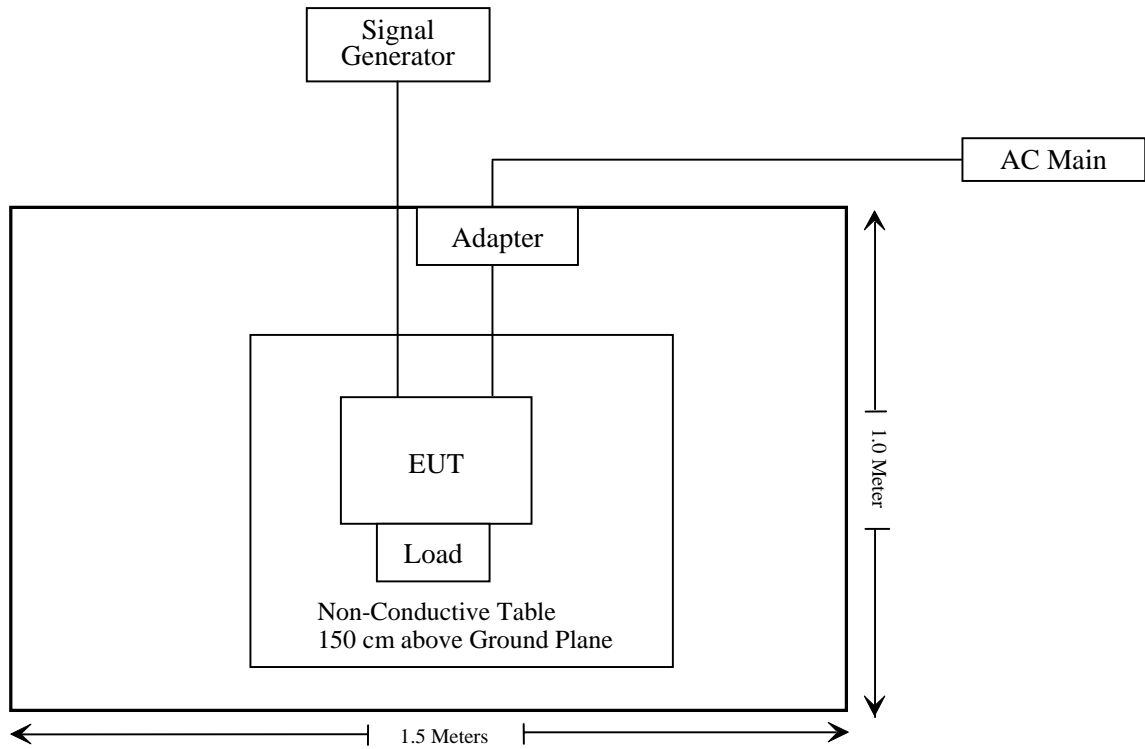 Signal
Generator
AC Main
Adapter
EUT
Load
Non-Conductive Table
150 cm above Ground Plane
1.0 Meter
1.5 Meters